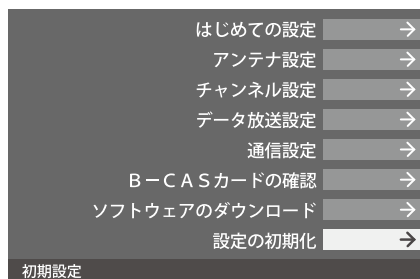 はじめての設定
アンテナ設定
チャンネル設定
データ放送設定
通信設定
Ｂ－ＣＡＳカードの確認
ソフトウェアのダウンロード
設定の初期化
初期設定